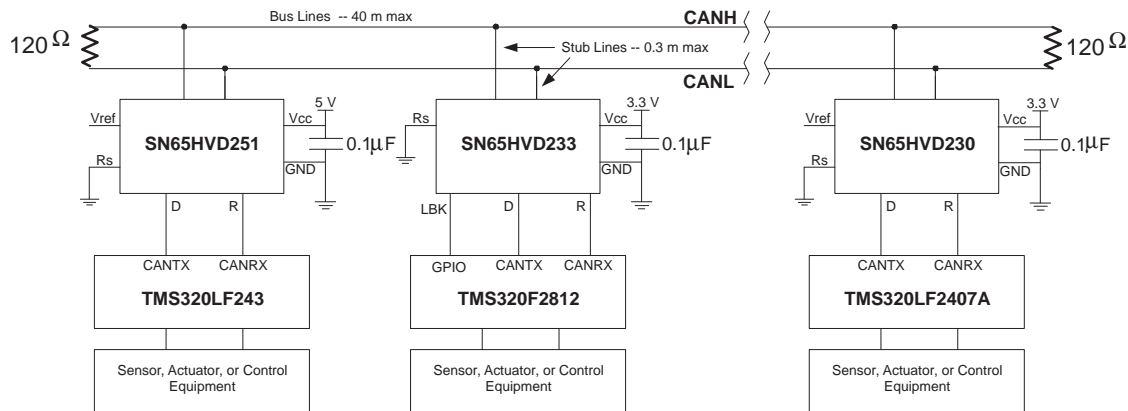 Bus Lines -- 40 m max
CANH
120 Ω
Stub Lines -- 0.3 m max
120 Ω
CANL
5 V
3.3 V
3.3 V
Vref
Vcc
Rs
Vcc
Vref
Vcc
SN65HVD251
0.1µF
SN65HVD233
0.1µF
SN65HVD230
0.1µF
Rs
GND
GND
Rs
GND
D
R
LBK
D
R
D
R
CANTX
CANRX
GPIO
CANTX
CANRX
CANTX
CANRX
TMS320LF243
TMS320F2812
TMS320LF2407A
Sensor, Actuator, or Control
Equipment
Sensor, Actuator, or Control
Equipment
Sensor, Actuator, or Control
Equipment